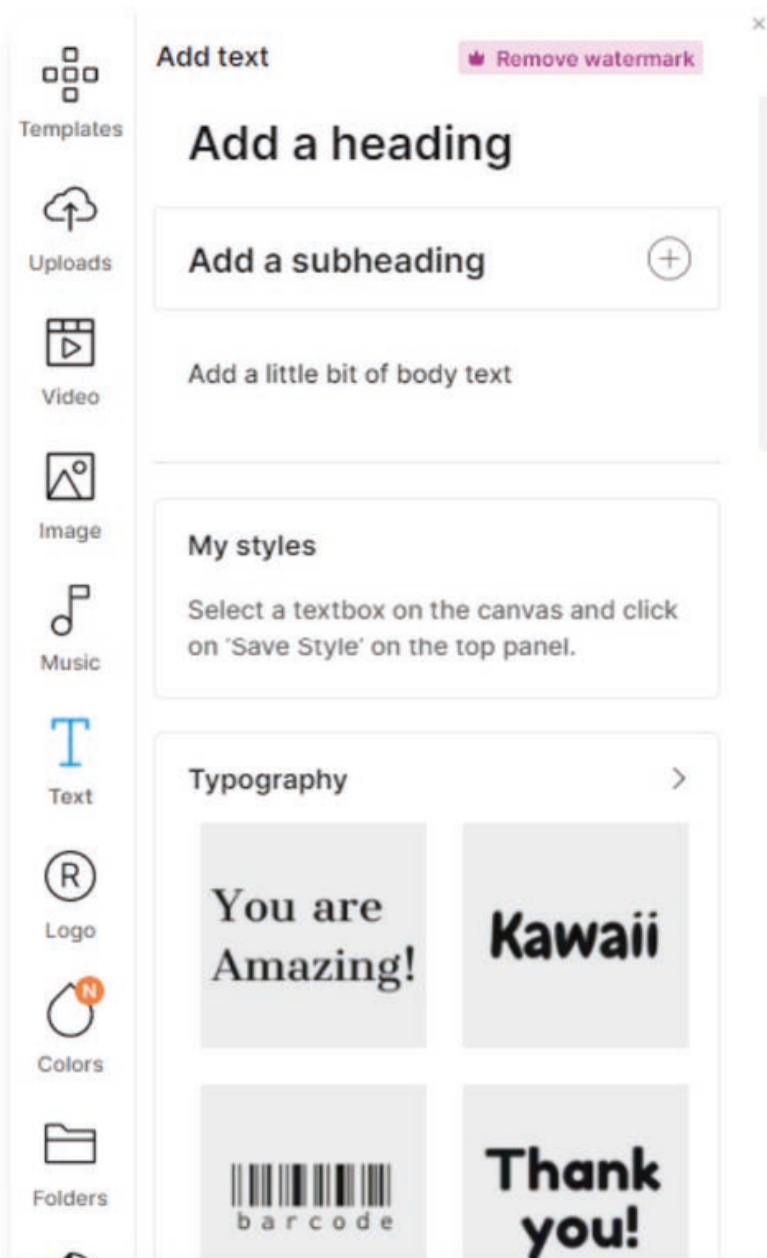 Templates
Uploads
Video
Image
Music
Text
R
Logo
N
Colors
Folders
Add text
Remove watermark
Add a heading
Add a subheading
Add a little bit of body text
My styles
Select a textbox on the canvas and click
on 'Save Style' on the top panel.
Typography
You are
Amazing!
Kawaii
barcode
Thank
you!